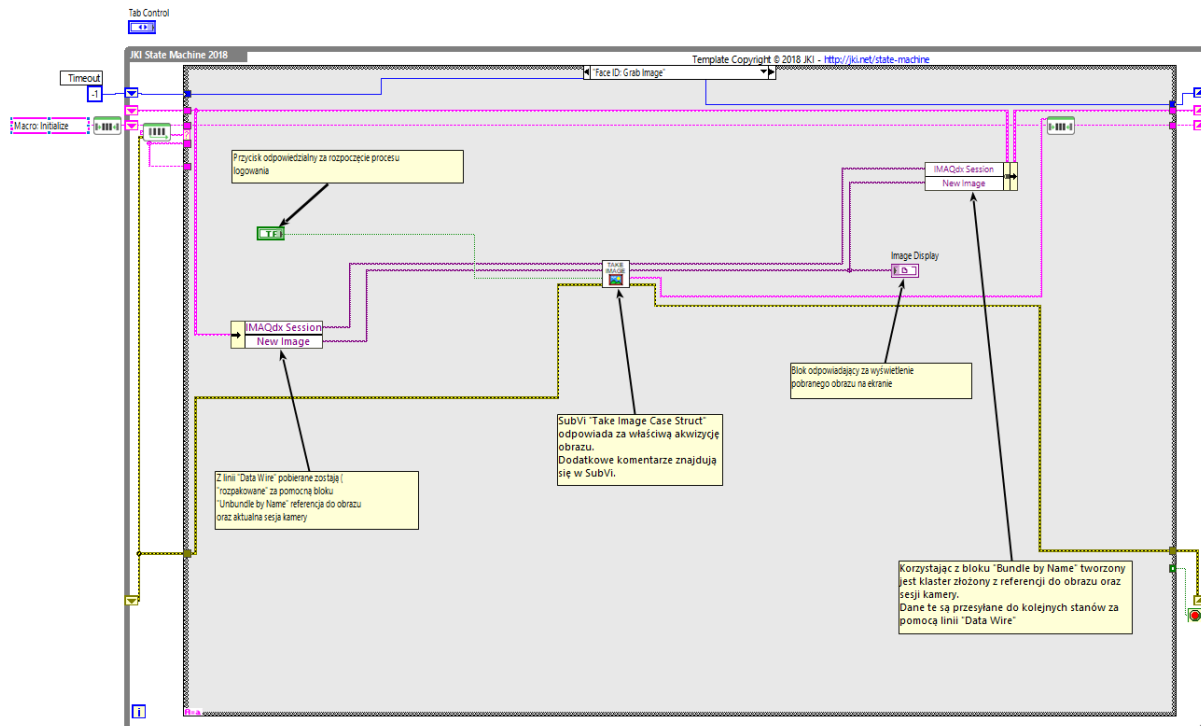 Tab Control
JKI State Machine 2018
Template Copyright © 2018 JKI - http://jki.net/state-machine
"Face ID: Grab Image"
Timeout
-1
Macro: Initialize
?
Przycisk odpowiedzialny za rozpoczęcie procesu
logowania
TF
IMAQdx Session
New Image
TAKE
IMAGE
Image Display
IMAQdx Session
New Image
Blok odpowiadający za wyświetlenie
pobranego obrazu na ekranie
SubVi "Take Image Case Struct"
odpowiada za właściwą akwizycję
obrazu.
Dodatkowe komentarze znajdują
się w SubVi.
Z linii "Data Wire" pobierane zostają (
"rozpakowane" za pomocną bloku
"Unbundle by Name" referencja do obrazu
oraz aktualna sesja kamery
Korzystając z bloku "Bundle by Name" tworzony
jest klaster złożony z referencji do obrazu oraz
sesji kamery.
Dane te są przesyłane do kolejnych stanów za
pomocą linii "Data Wire"
i
A=a